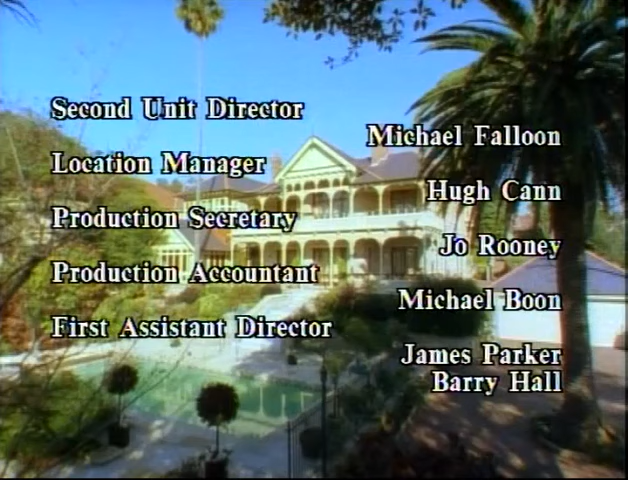 Second Unit Director
Michael Falloon
Location Manager
Hugh Cann
Production Secretary
Jo Rooney
Production Accountant
Michael Boon
First Assistant Director
James Parker
Barry Hall